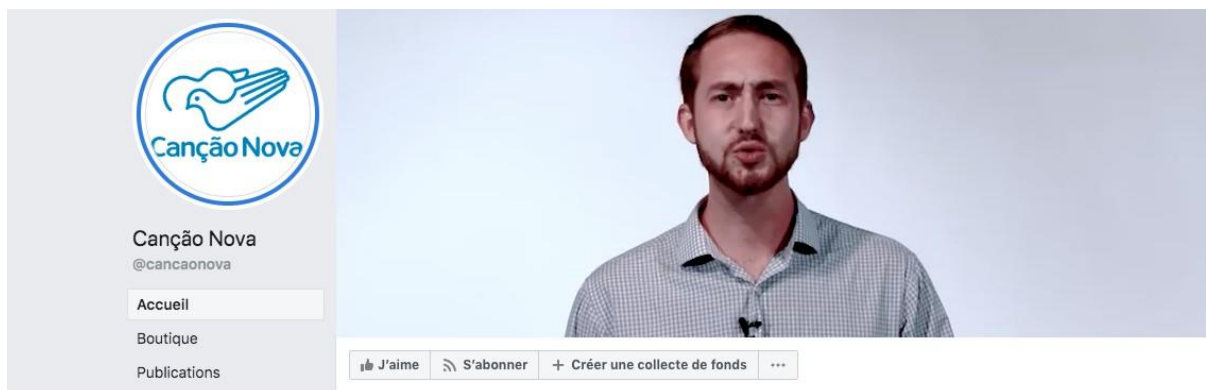 Canção Nova
Canção Nova
@cancaonova
Accueil
Boutique
Publications
J'aime
S'abonner
Créer une collecte de fonds